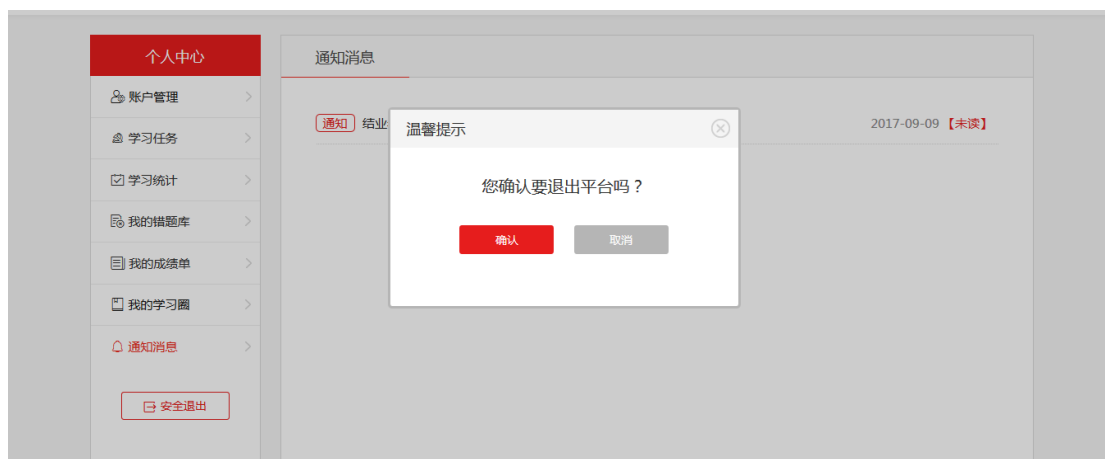 个人中心
账户管理
学习任务
学习统计
我的错题库
我的成绩单
我的学习圈
通知消息
安全退出
通知消息
通知 结业
2017-09-09【未读】
温馨提示
您确认要退出平台吗？
确认
取消